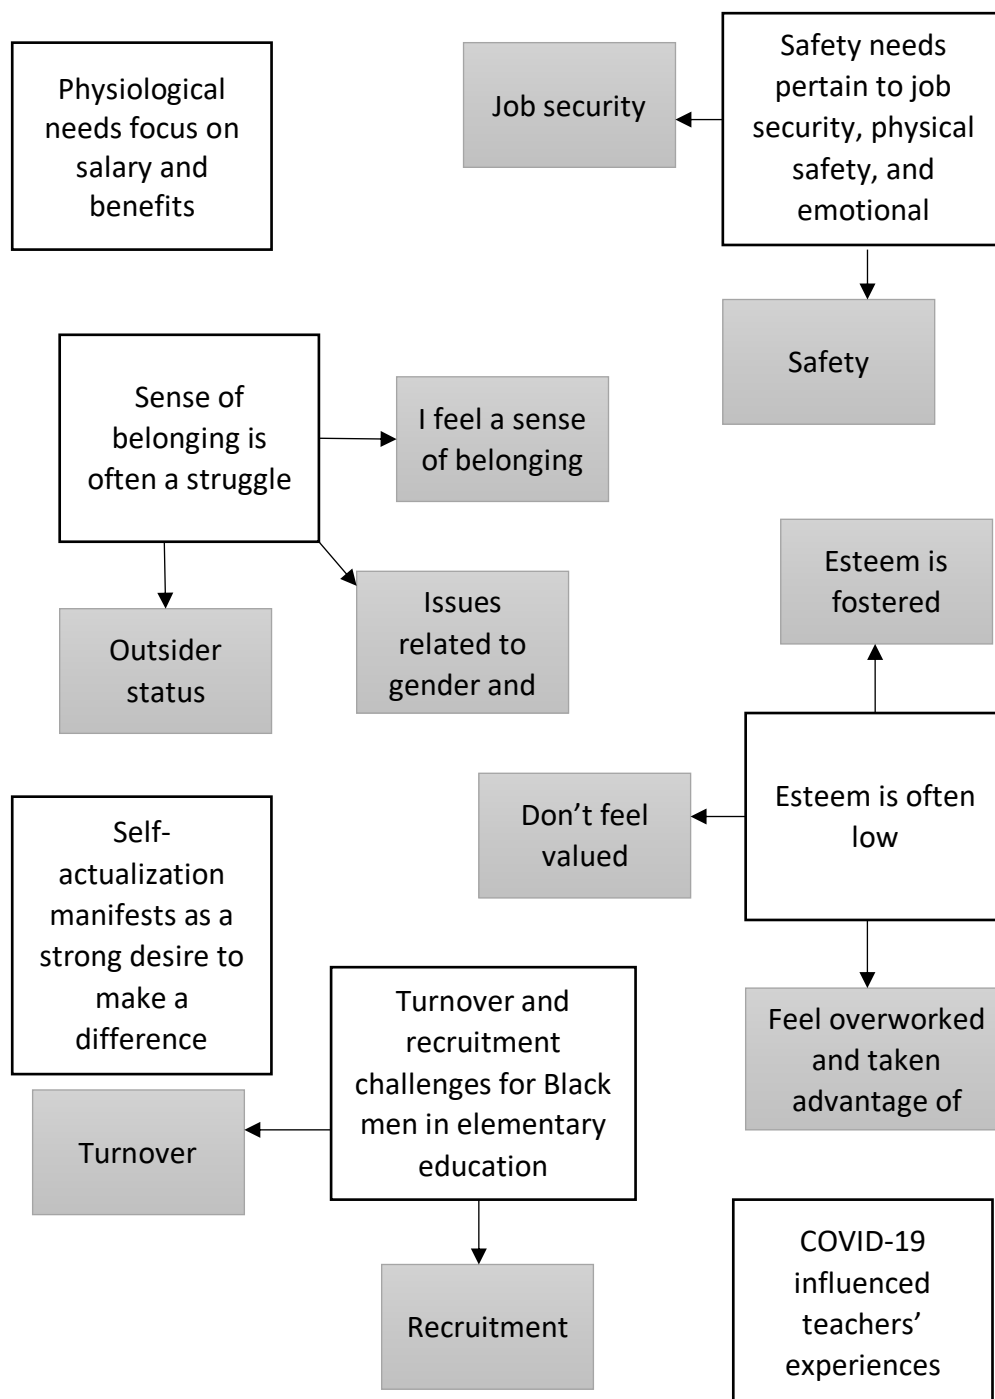 Physiological
needs focus on
salary and
benefits
Job security
Safety needs
pertain to job
security, physical
safety, and
emotional
Safety
Sense of
belonging is
often a struggle
I feel a sense
of belonging
Issues
related to
gender and
Outsider
status
Esteem is
fostered
Don’t feel
valued
Esteem is often
low
Feel overworked
and taken
advantage of
Self-
actualization
manifests as a
strong desire to
make a
difference
Turnover and
recruitment
challenges for Black
men in elementary
education
Turnover
Recruitment
COVID-19
influenced
teachers’
experiences